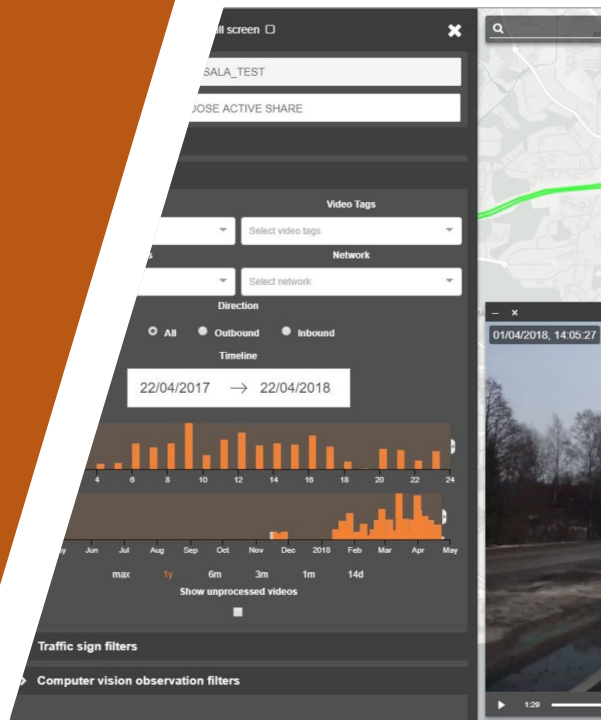 screen
SALA_TEST
OSE ACTIVE SHARE
Video Tags
Select video tags
Network
Select network
Direction
All Outbound Inbound
Timeline
22/04/2017 → 22/04/2018
4 6 8 10 12 14 16 18 20 22 24
Jun Jul Aug Sep Oct Nov Dec 2018 Feb Mar Apr May
max 1y 6m 3m 1m 14d
Show unprocessed videos
Traffic sign filters
Computer vision observation filters
01/04/2018, 14:05:27
1:29